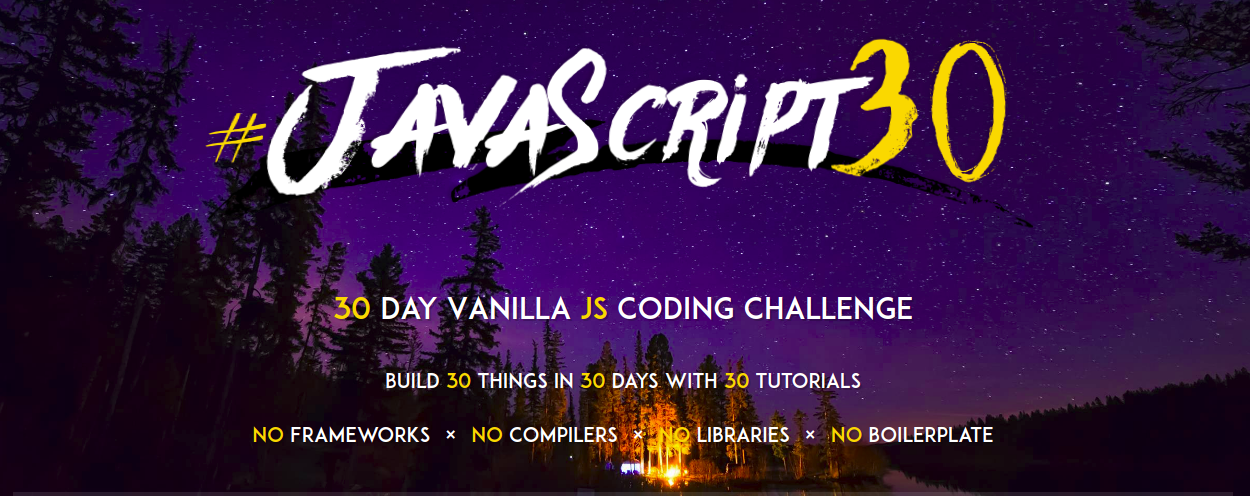 #JavaScript30
30 DAY VANILLA JS CODING CHALLENGE
BUILD 30 THINGS IN 30 DAYS WITH 30 TUTORIALS
NO FRAMEWORKS × NO COMPILERS × NO LIBRARIES × NO BOILERPLATE